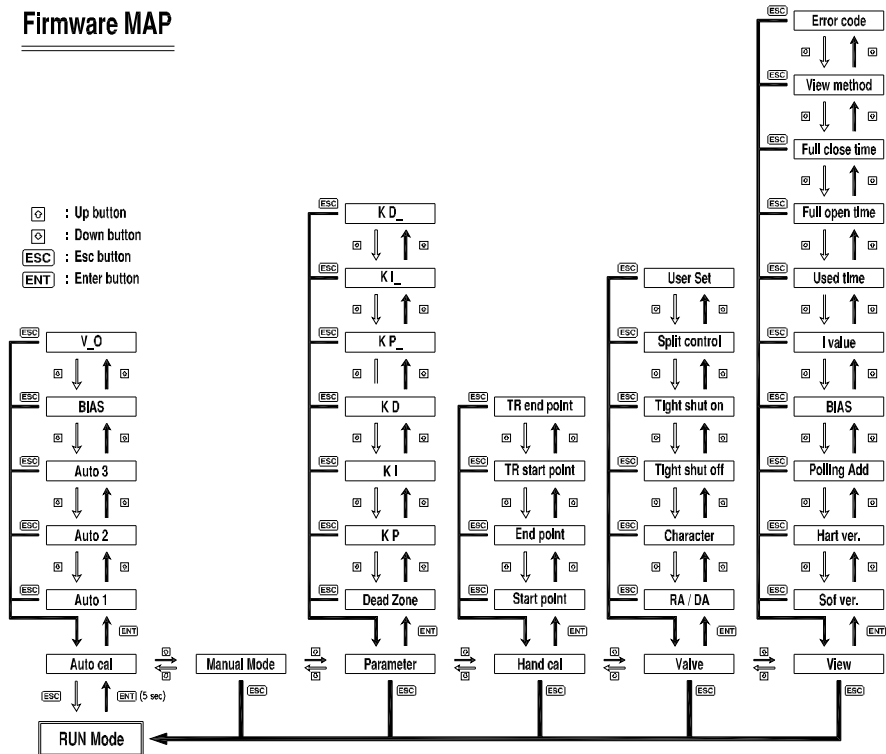 Firmware MAP
: Up button
: Down button
ESC : Esc button
ENT : Enter button
ESC V_O
ESC BIAS
ESC Auto 3
ESC Auto 2
ESC Auto 1
ENT
Auto cal
ESC ENT (5 sec)
RUN Mode
Manual Mode
ESC
ESC K D_
ESC K I_
ESC K P_
ESC K D
ESC K I
ESC K P
ESC Dead Zone
ENT
Parameter
ESC
ESC TR end point
ESC TR start point
ESC End point
ESC Start point
ENT
Hand cal
ESC
ESC User Set
ESC Split control
ESC Tight shut on
ESC Tight shut off
ESC Character
ESC RA / DA
ENT
Valve
ESC
ESC Error code
ESC View method
ESC Full close time
ESC Full open time
ESC Used time
ESC I value
ESC BIAS
ESC Polling Add
ESC Hart ver.
ESC Sof ver.
ENT
View
ESC